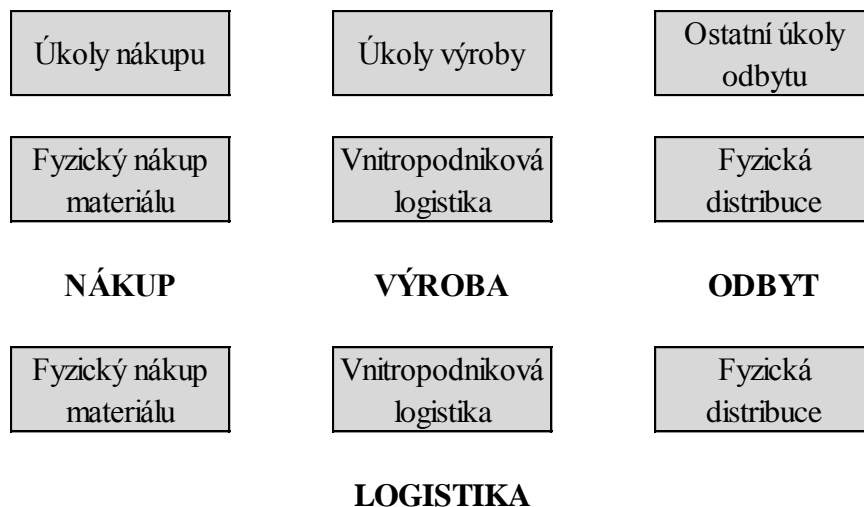 Úkoly nákupu
Úkoly výroby
Ostatní úkoly
odbytu
Fyzický nákup
materiálu
Vnitropodniková
logistika
Fyzická
distribuce
NÁKUP
VÝROBA
ODBYT
Fyzický nákup
materiálu
Vnitropodniková
logistika
Fyzická
distribuce
LOGISTIKA